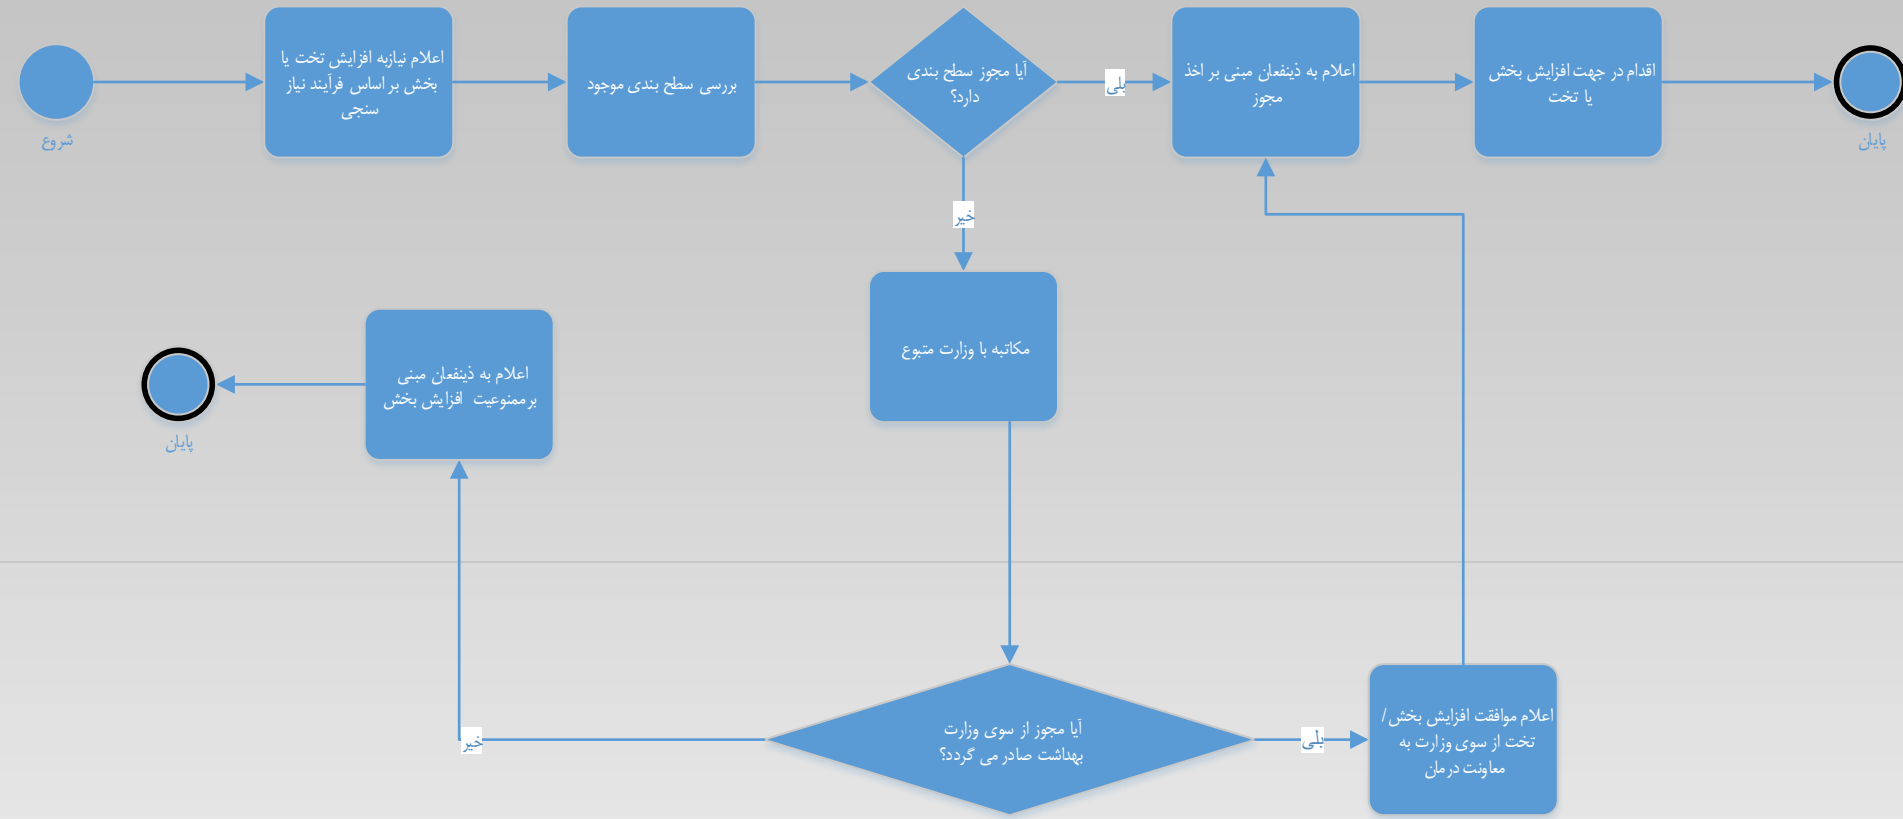 شروع
اعلام نیازبه افزایش تخت یا
بخش بر اساس فرآیند نیاز
سنجی
بررسی سطح بندی موجود
آیا مجوز سطح بندی
دارد؟
بلی
اعلام به ذینفعان مبنی بر اخذ
مجوز
اقدام در جهت افزایش بخش
یا تخت
پایان
خیر
مکاتبه با وزارت متبوع
اعلام به ذینفعان مبنی
برممنوعیت افزایش بخش
پایان
آیا مجوز از سوی وزارت
بهداشت صادر می گردد؟
خیر
بلی
اعلام موافقت افزایش بخش/
تخت از سوی وزارت به
معاونت درمان